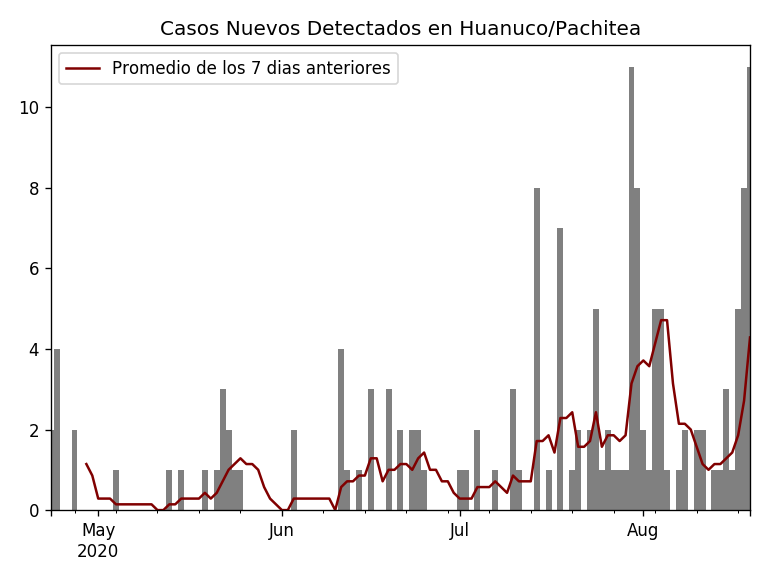 Casos Nuevos Detectados en Huanuco/Pachitea
Promedio de los 7 dias anteriores
10
8
6
4
2
0
May
2020
Jun
Jul
Aug